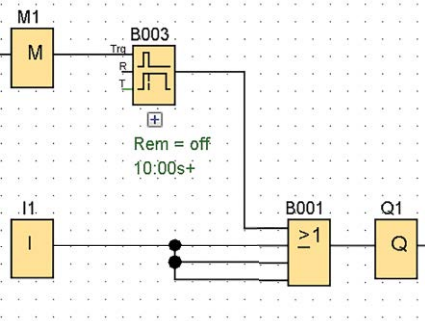 M1
M
B003
Trg
R
T
+
Rem = off
10:00s+
I1
I
B001
≥1
Q1
Q